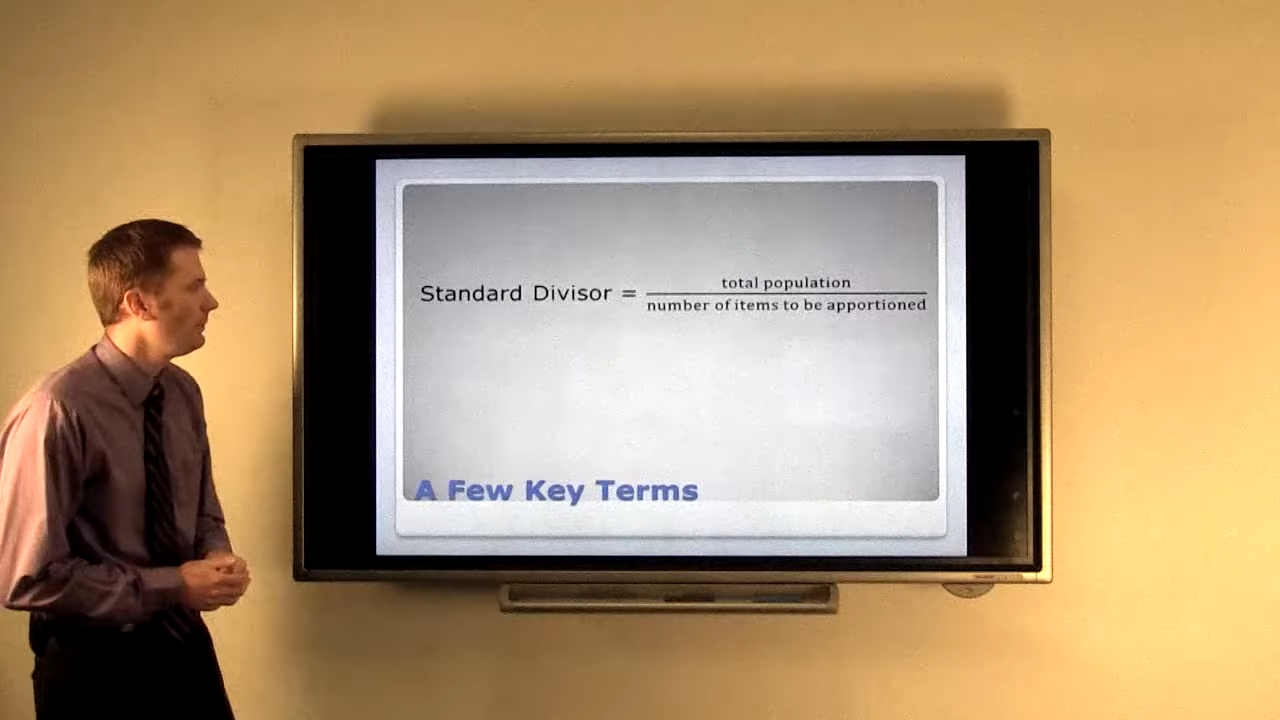 Standard Divisor = total population
number of items to be apportioned
A Few Key Terms